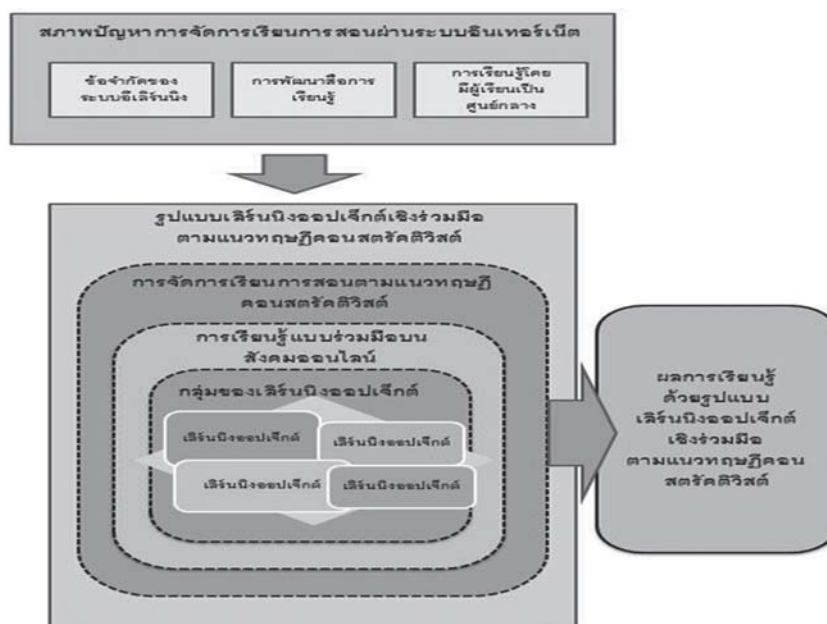 สภาพปัญหาการจัดการเรียนการสอนผ่านระบบอินเทอร์เน็ต
ข้อจำกัดของ
ระบบอีเลิร์นนิง
การพัฒนาสื่อการ
เรียนรู้
การเรียนรู้โดย
มีผู้เรียนเป็น
ศูนย์กลาง
รูปแบบเลิร์นนิงออปเจ็กต์เชิงร่วมมือ
ตามแนวทฤษฎีคอนสตรัคติวิสต์
การจัดการเรียนการสอนตามแนวทฤษฎี
คอนสตรัคติวิสต์
การเรียนรู้แบบร่วมมือบน
สังคมออนไลน์
กลุ่มของเลิร์นนิงออปเจ็กต์
เลิร์นนิงออปเจ็กต์
เลิร์นนิงออปเจ็กต์
เลิร์นนิงออปเจ็กต์
เลิร์นนิงออปเจ็กต์
ผลการเรียนรู้
ด้วยรูปแบบ
เลิร์นนิงออปเจ็กต์
เชิงร่วมมือ
ตามแนวทฤษฎีคอน
สตรัคติวิสต์